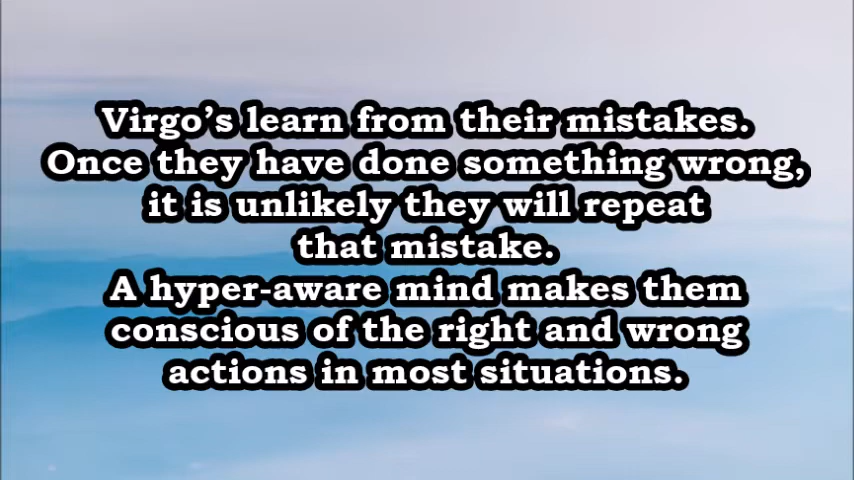 Virgo’s learn from their mistakes.
Once they have done something wrong,
it is unlikely they will repeat
that mistake.
A hyper-aware mind makes them
conscious of the right and wrong
actions in most situations.